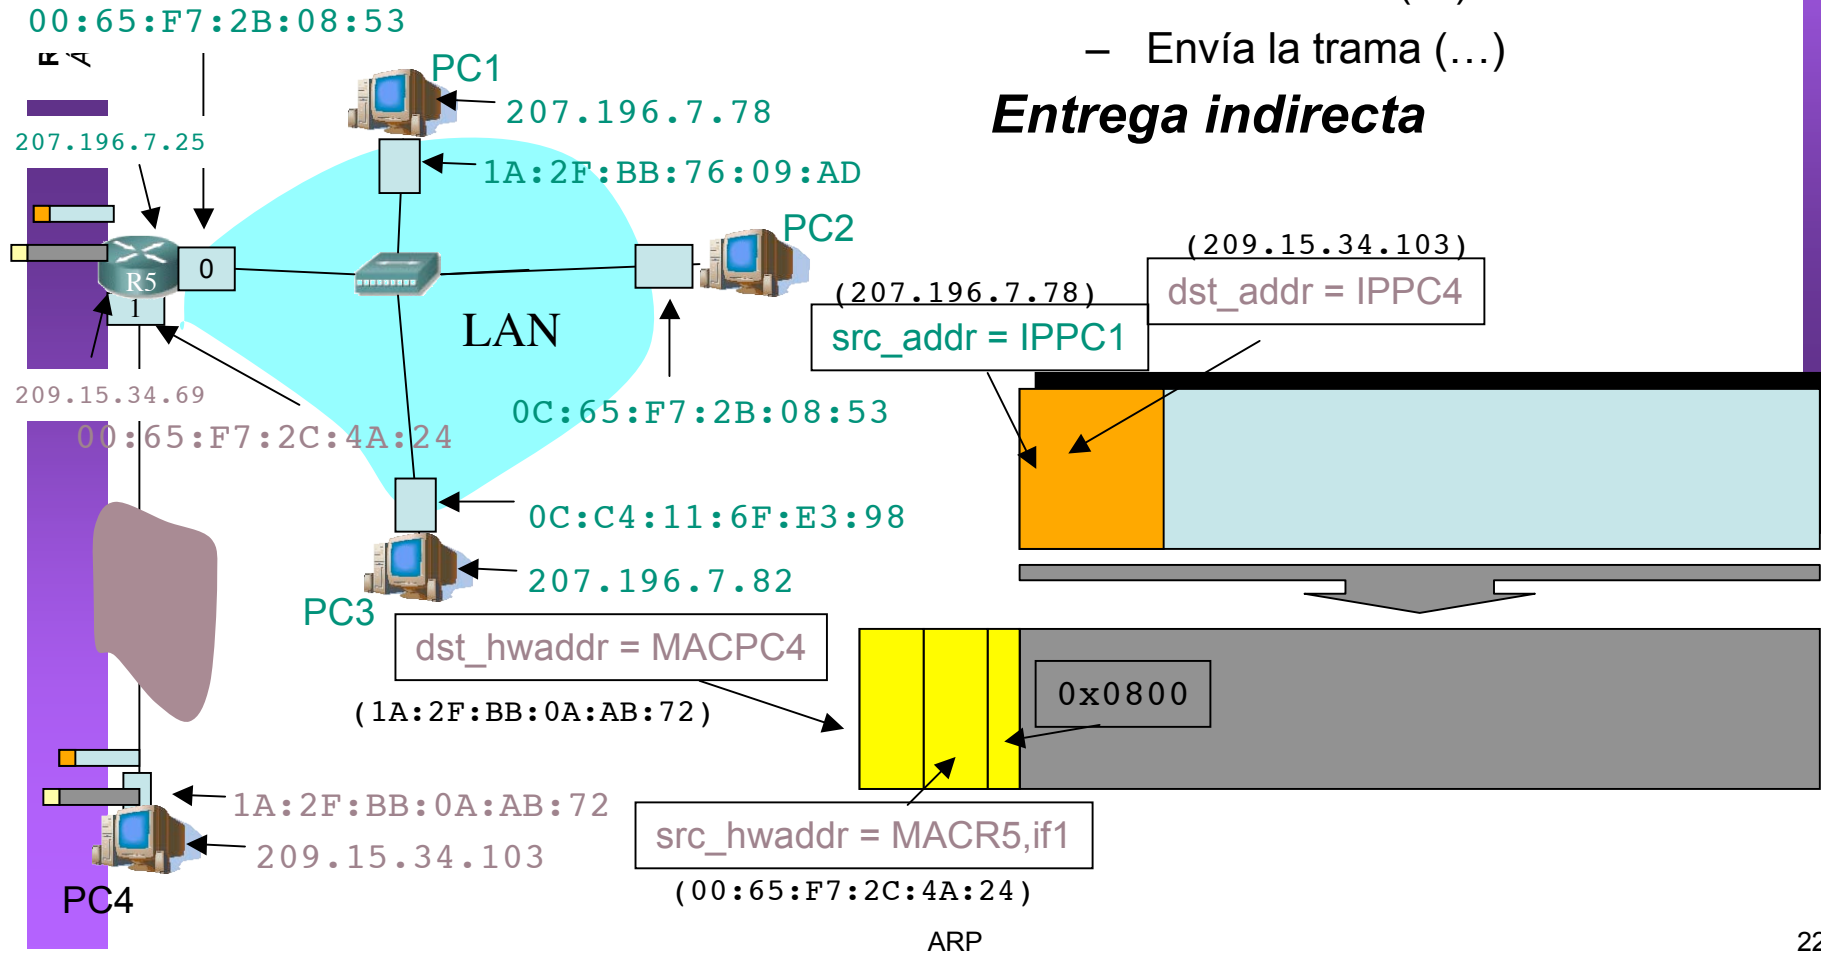 00:65:F7:2B:08:53
– Envía la trama (…)
PC1
207.196.7.78
Entrega indirecta
207.196.7.25
1A:2F:BB:76:09:AD
PC2
(209.15.34.103)
R5
0
1
(207.196.7.78)
dst_addr = IPPC4
LAN
src_addr = IPPC1
209.15.34.69
0C:65:F7:2B:08:53
00:65:F7:2C:4A:24
0C:C4:11:6F:E3:98
207.196.7.82
PC3
dst_hwaddr = MACPC4
0x0800
(1A:2F:BB:0A:AB:72)
1A:2F:BB:0A:AB:72
src_hwaddr = MACR5,if1
209.15.34.103
PC4
(00:65:F7:2C:4A:24)
ARP
22